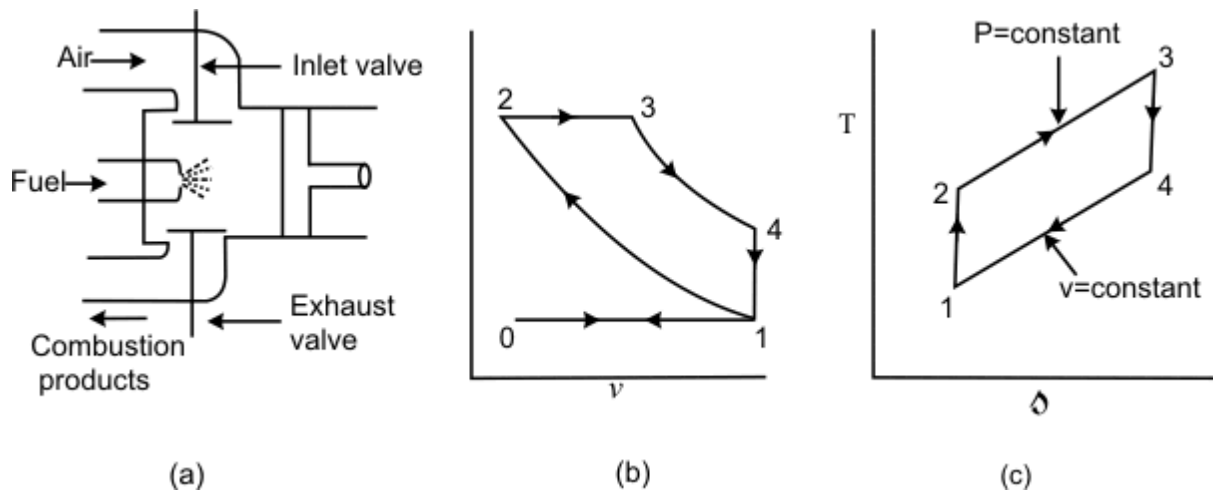 Air
Inlet valve
Fuel
Exhaust
valve
Combustion
products
(a)
2
3
4
0
1
v
(b)
P=constant
3
T
2
4
1
v=constant
(c)